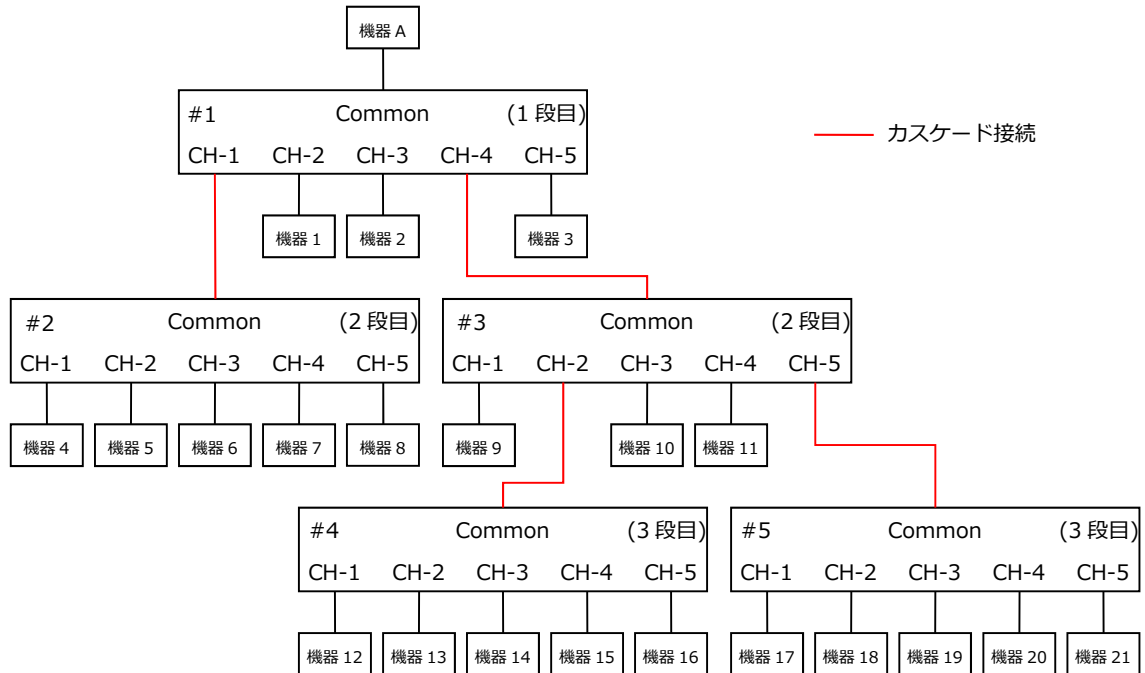 機器 A
#1 Common (1 段目)
CH-1 CH-2 CH-3 CH-4 CH-5
カスケード接続
機器 1 機器 2 機器 3
#2 Common (2 段目)
CH-1 CH-2 CH-3 CH-4 CH-5
#3 Common (2 段目)
CH-1 CH-2 CH-3 CH-4 CH-5
機器 4 機器 5 機器 6 機器 7 機器 8
機器 9 機器 10 機器 11
#4 Common (3 段目)
CH-1 CH-2 CH-3 CH-4 CH-5
#5 Common (3 段目)
CH-1 CH-2 CH-3 CH-4 CH-5
機器 12 機器 13 機器 14 機器 15 機器 16
機器 17 機器 18 機器 19 機器 20 機器 21